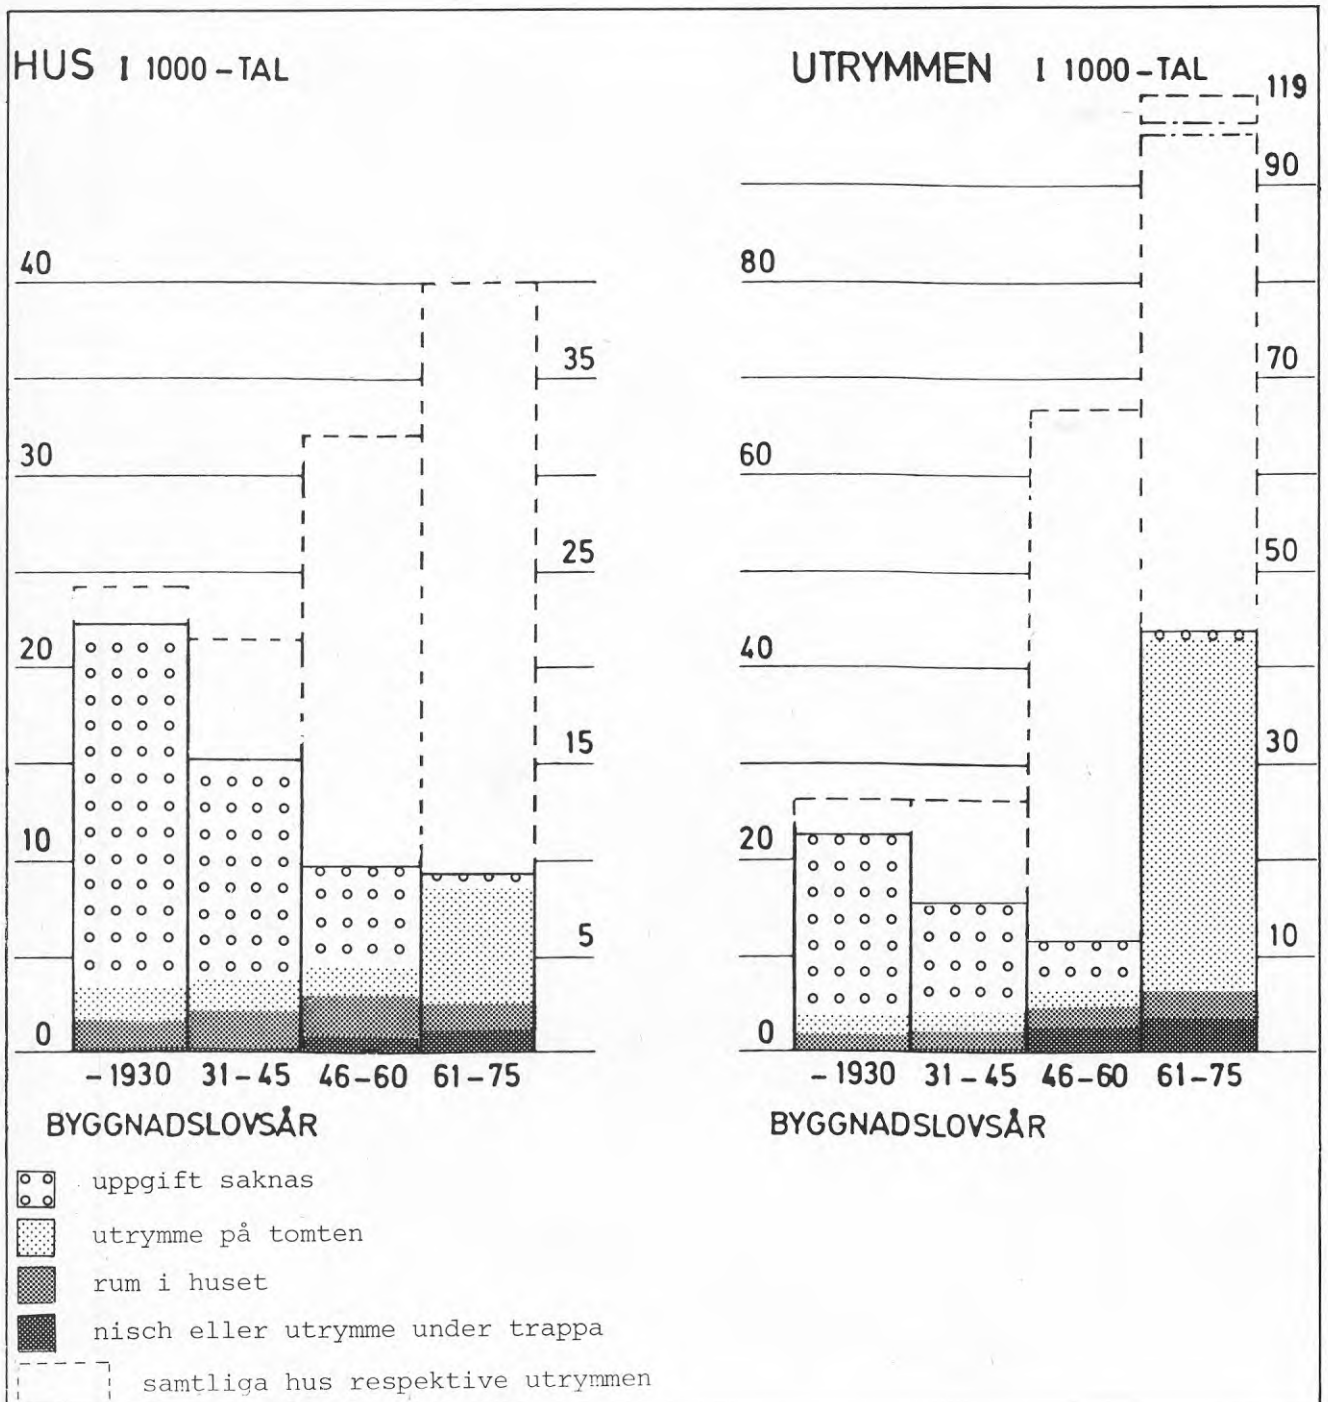 HUS I 1000-TAL
40
35
30
25
20
15
10
5
0
-1930 31-45 46-60 61-75
BYGGNADSLOVSÅR
UTRYMMEN I 1000-TAL
119
90
80
70
60
50
40
30
20
10
0
-1930 31-45 46-60 61-75
BYGGNADSLOVSÅR
uppgift saknas
utrymme på tomten
rum i huset
nisch eller utrymme under trappa
samtliga hus respektive utrymmen